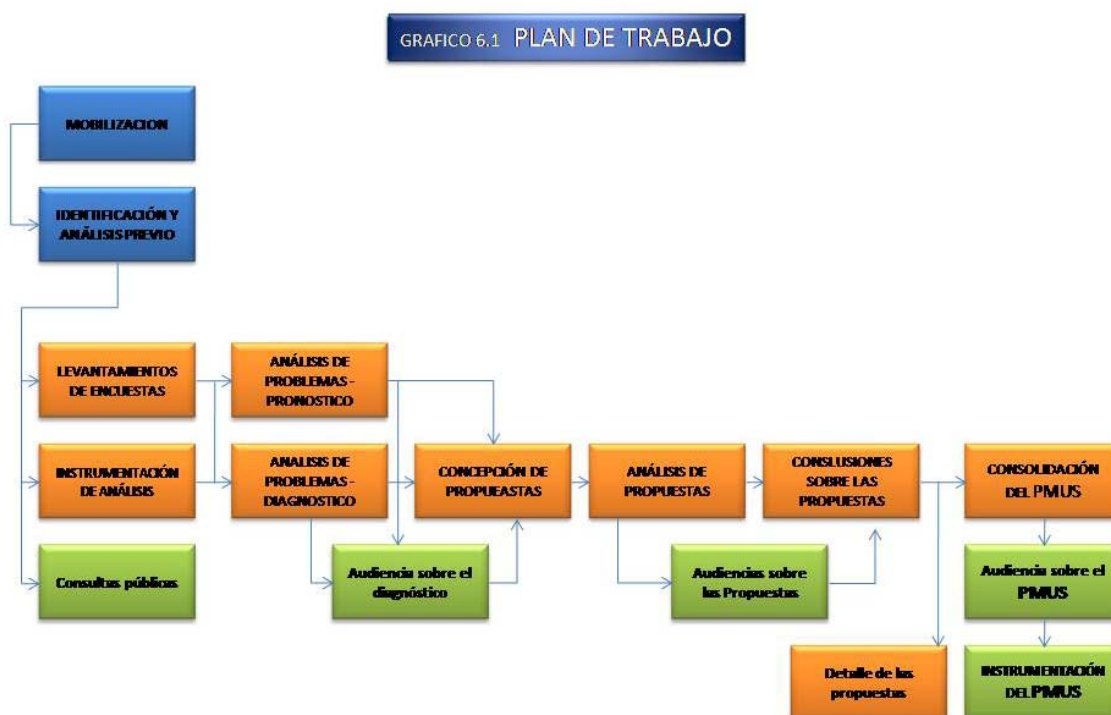 GRAFICO 6.1 PLAN DE TRABAJO
MOBILIZACION
IDENTIFICACIÓN Y
ANÁLISIS PREVIO
LEVANTAMIENTOS
DE ENCUESTAS
ANÁLISIS DE
PROBLEMAS -
PRONOSTICO
INSTRUMENTACIÓN
DE ANÁLISIS
ANALISIS DE
PROBLEMAS -
DIAGNOSTICO
CONCEPCIÓN DE
PROPUEASTAS
ANÁLISIS DE
PROPUESTAS
CONSLUSIONES
SOBRE LAS
PROPUESTAS
CONSOLIDACIÓN
DEL PMUS
Consultas públicas
Audiencia sobre el
diagnóstico
Audiencias sobre
las Propuestas
Audiencia sobre el
PMUS
Detalle de las
propuestas
INSTRUMENTACIÓN
DEL PMUS